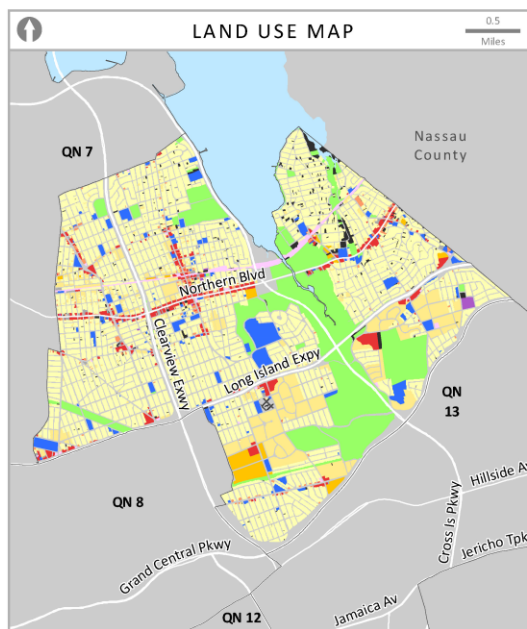 LAND USE MAP
0.5
Miles
QN 7
Nassau
County
Northern Blvd
Clearview Exwy
Long Island Expy
QN
13
QN 8
Hillside Av
Cross Is Pkwy
Grand Central Pkwy
Jericho Tpk
QN 12
Jamaica Av